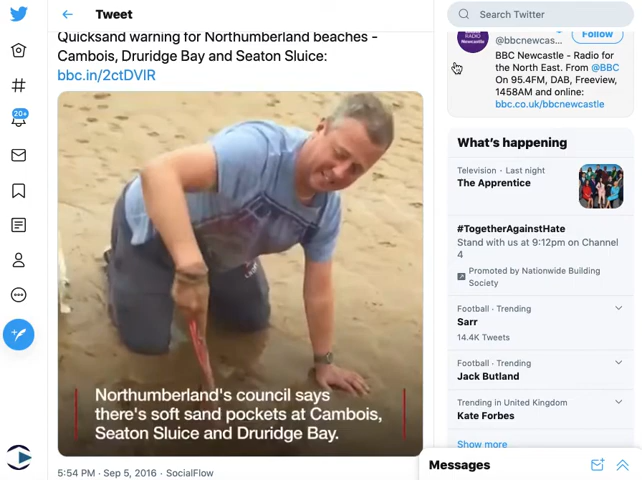 Tweet
Search Twitter
Quicksand warning for Northumberland beaches -
Cambois, Druridge Bay and Seaton Sluice:
bbc.in/2ctDVlR
RADIO
Newcastle
@bbcnewcas...
Follow
BBC Newcastle - Radio for
the North East. From @BBC
On 95.4FM, DAB, Freeview,
1458AM and online:
bbc.co.uk/bbcnewcastle
20+
What's happening
Television · Last night
The Apprentice
#TogetherAgainstHate
Stand with us at 9:12pm on Channel
4
Promoted by Nationwide Building
Society
Football · Trending
Sarr
14.4K Tweets
Football · Trending
Jack Butland
Trending in United Kingdom
Kate Forbes
Show more
Northumberland's council says
there's soft sand pockets at Cambois,
Seaton Sluice and Druridge Bay.
5:54 PM · Sep 5, 2016 · SocialFlow
Messages